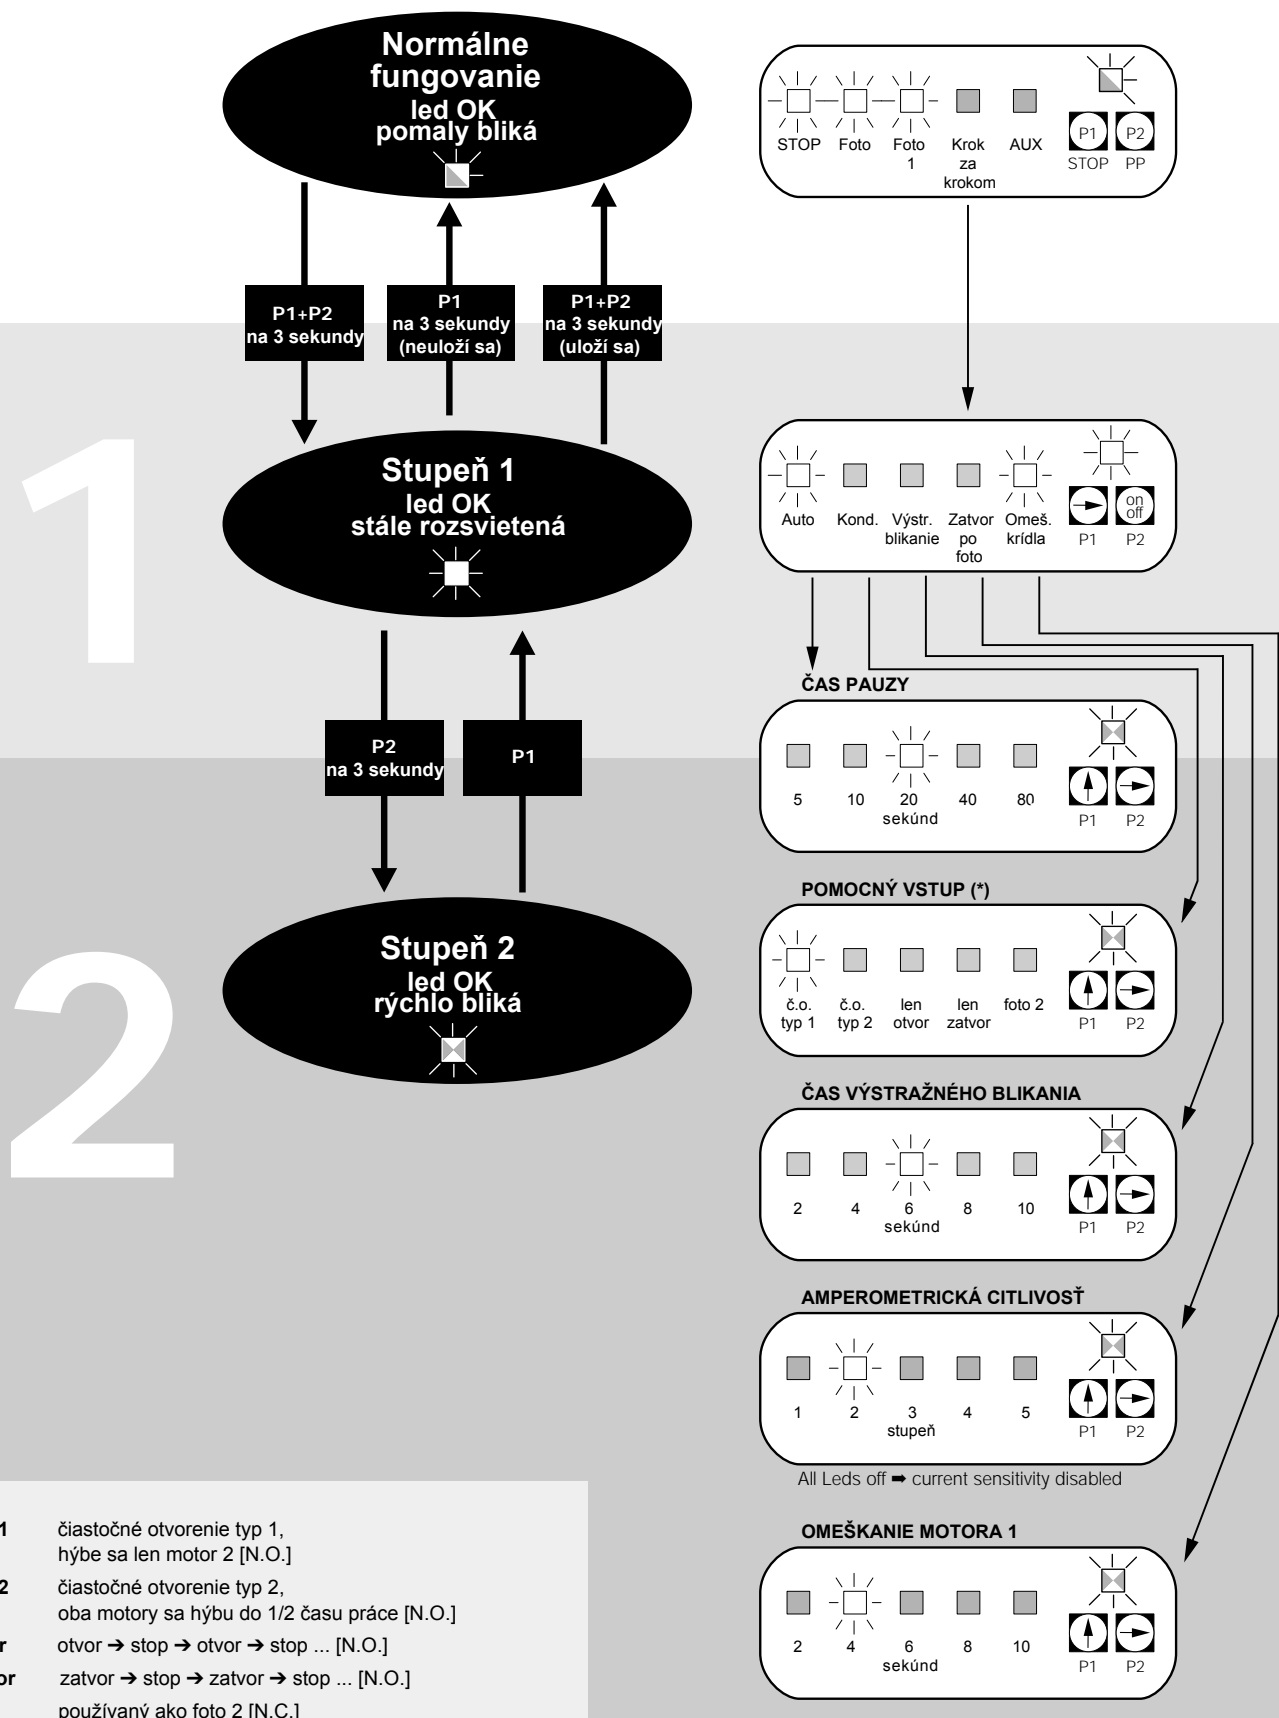 Normálne
fungovanie
led OK
pomaly bliká
P1+P2
na 3 sekundy
P1
na 3 sekundy
(neuloží sa)
P1+P2
na 3 sekundy
(uloží sa)
1
Stupeň 1
led OK
stále rozsvietená
P2
na 3 sekundy
P1
2
Stupeň 2
led OK
rýchlo bliká
STOP Foto Foto 1 Krok za krokom AUX
P1 P2
STOP PP
Auto Kond. Výstr. blikanie Zatvor po foto Omeš. krídla
on off
P1 P2
ČAS PAUZY
5 10 20 40 80
sekúnd
P1 P2
POMOCNÝ VSTUP (*)
č.o. typ 1 č.o. typ 2 len otvor len zatvor foto 2
P1 P2
ČAS VÝSTRAŽNÉHO BLIKANIA
2 4 6 8 10
sekúnd
P1 P2
AMPEROMETRICKÁ CITLIVOSŤ
1 2 3 4 5
stupeň
P1 P2
All Leds off ➡ current sensitivity disabled
OMEŠKANIE MOTORA 1
2 4 6 8 10
sekúnd
P1 P2
1 čiastočné otvorenie typ 1,
hýbe sa len motor 2 [N.O.]
2 čiastočné otvorenie typ 2,
oba motory sa hýbu do 1/2 času práce [N.O.]
r otvor ➔ stop ➔ otvor ➔ stop ... [N.O.]
or zatvor ➔ stop ➔ zatvor ➔ stop ... [N.O.]
používaný ako foto 2 [N.C.]